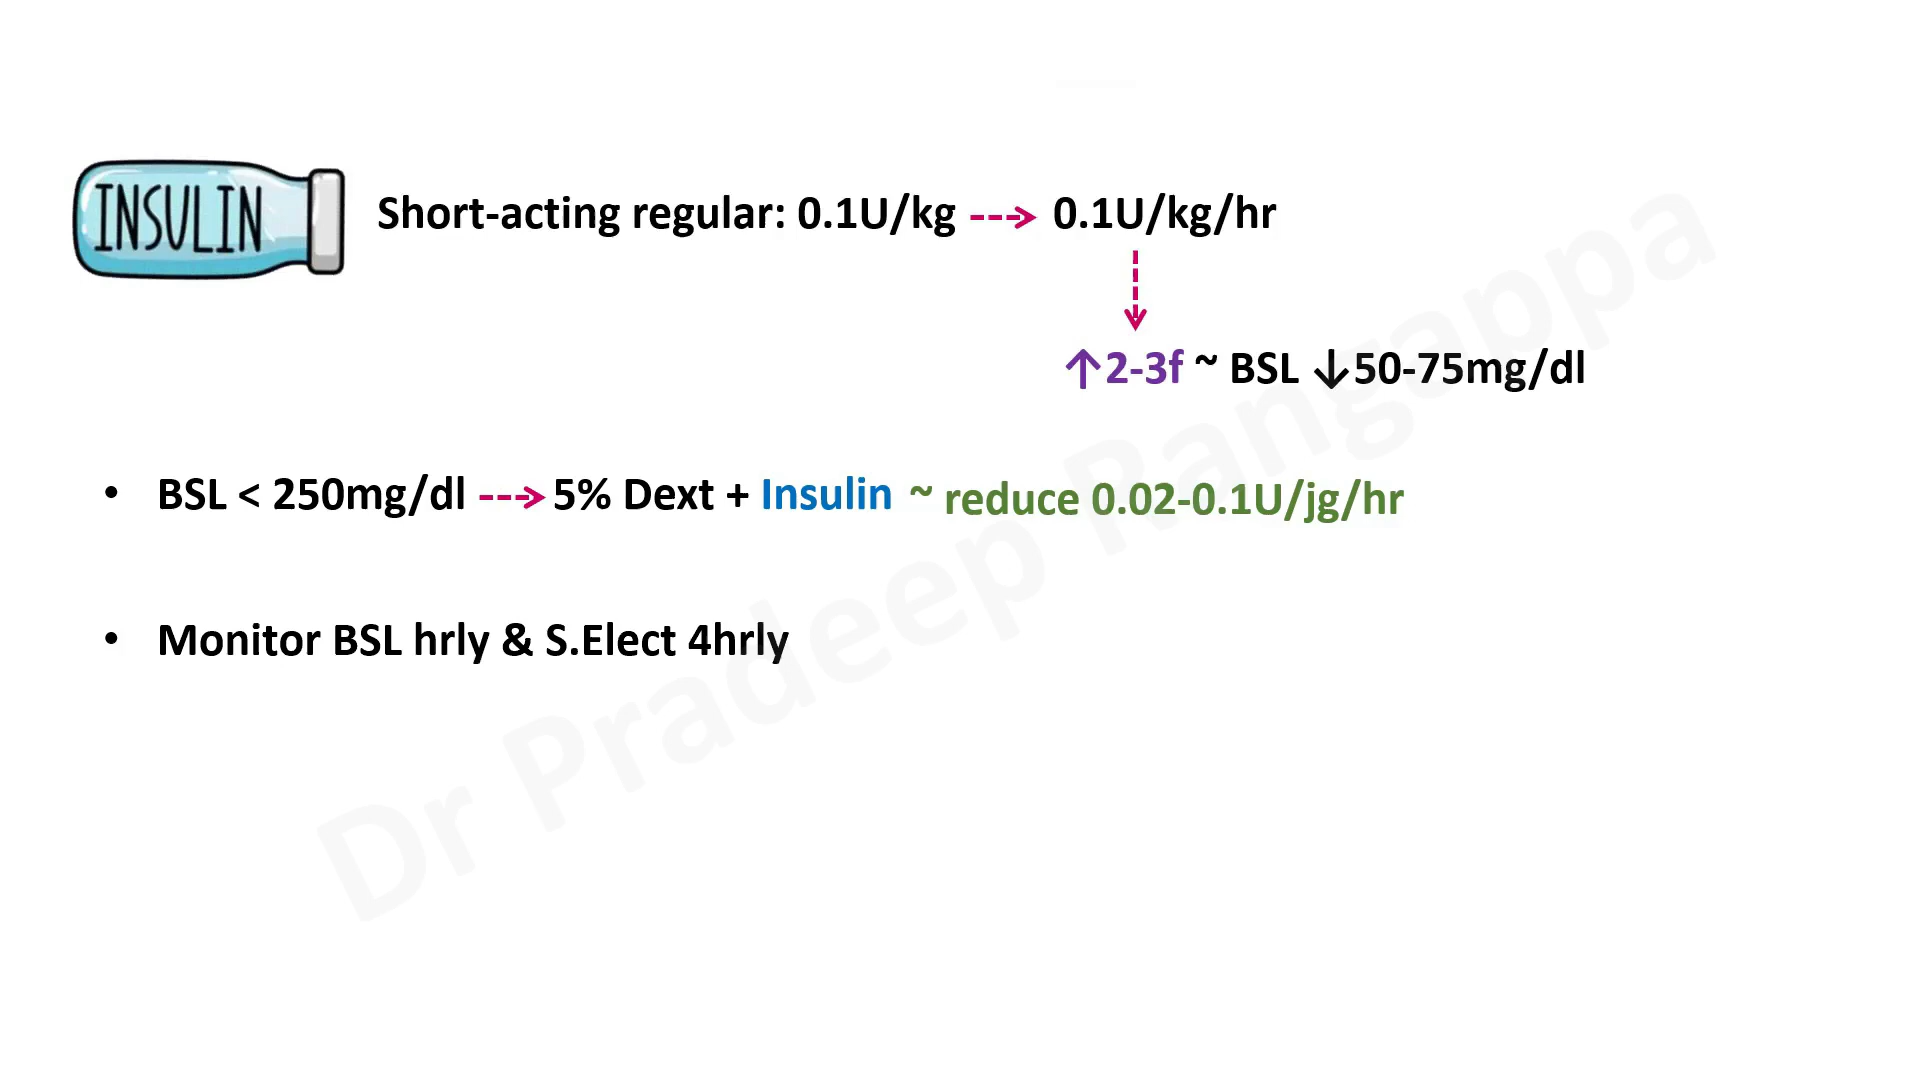 INSULIN
Short-acting regular: 0.1U/kg ---> 0.1U/kg/hr
↑2-3f ~ BSL ↓50-75mg/dl
• BSL < 250mg/dl ---> 5% Dext + Insulin ~ reduce 0.02-0.1U/jg/hr
• Monitor BSL hrly & S.Elect 4hrly
Dr Pradeep Rangappa